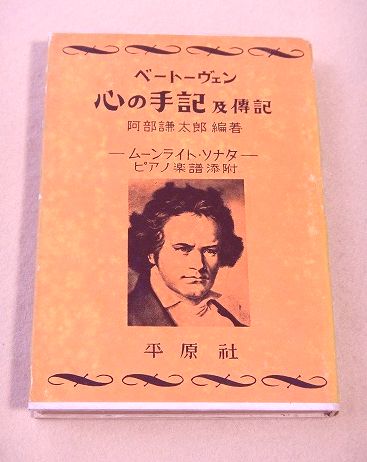 ベートーヴェン
心の手記及傳記
阿部謙太郎編著
―ムーンライト・ソナタ―
ピアノ楽譜添附
平原社